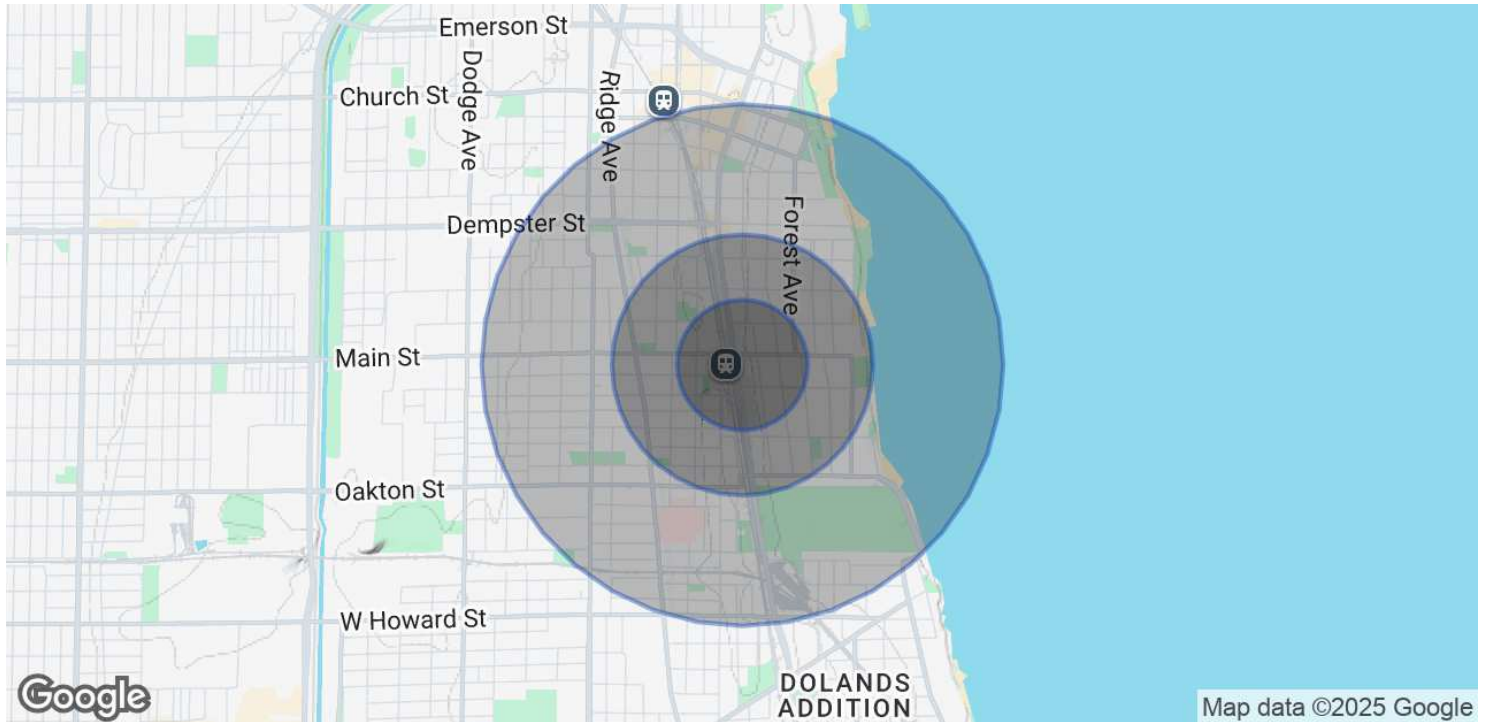 Emerson St
Dodge Ave
Ridge Ave
Church St
Forest Ave
Dempster St
Main St
Oakton St
W Howard St
DOLANDS
ADDITION
Google
Map data ©2025 Google